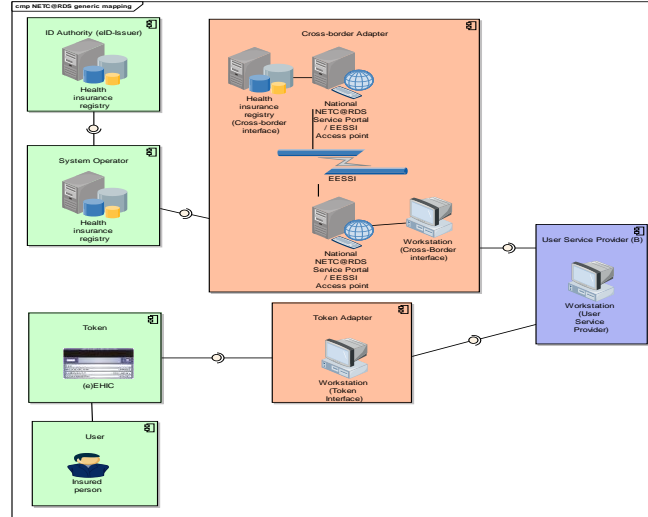 cmp NETC@RDS generic mapping
ID Authority (eID-Issuer)
Health
insurance
registry
System Operator
Health
insurance
registry
Cross-border Adapter
Health
insurance
registry
(Cross-border
interface)
National
NETC@RDS
Service Portal
/ EESSI
Access point
EESSI
National
NETC@RDS
Service Portal
/ EESSI
Access point
Workstation
(Cross-Border
interface)
User Service Provider (B)
Workstation
(User
Service
Provider)
Token
(e)EHIC
Token Adapter
Workstation
(Token
Interface)
User
Insured
person